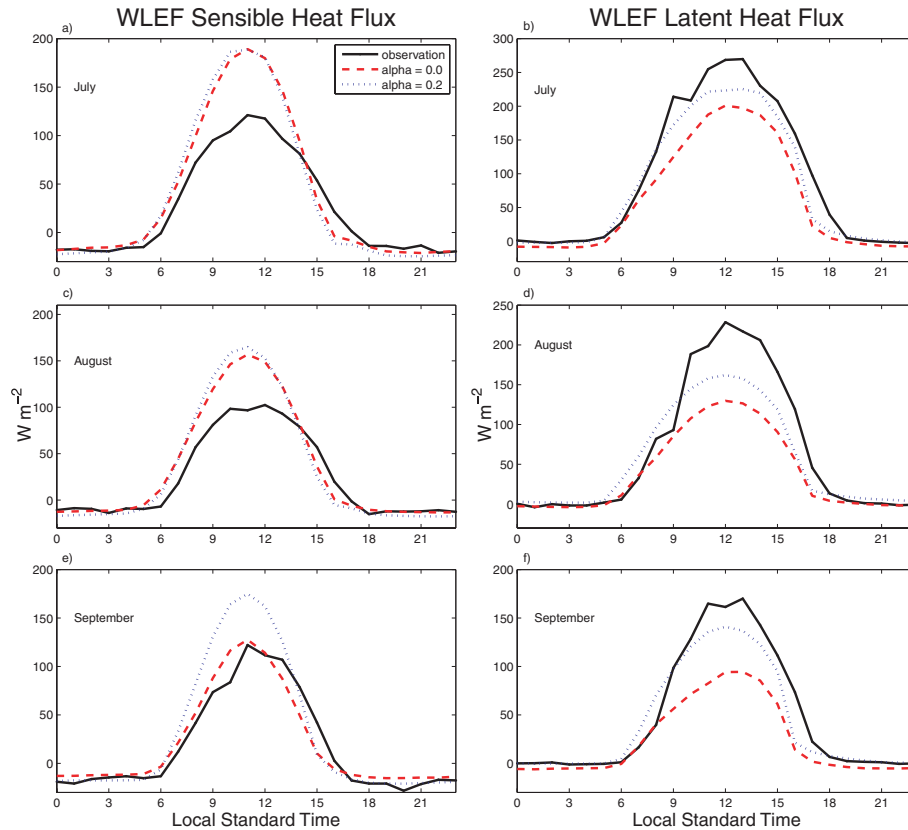 WLEF Sensible Heat Flux
WLEF Latent Heat Flux
a)
200
150
100
50
0
July
observation
alpha = 0.0
alpha = 0.2
0 3 6 9 12 15 18 21
b)
300
250
200
150
100
50
0
July
0 3 6 9 12 15 18 21
c)
200
150
100
50
0
W m−2
August
0 3 6 9 12 15 18 21
d)
250
200
150
100
50
0
W m−2
August
0 3 6 9 12 15 18 21
e)
200
150
100
50
0
September
0 3 6 9 12 15 18 21
Local Standard Time
f)
200
150
100
50
0
September
0 3 6 9 12 15 18 21
Local Standard Time